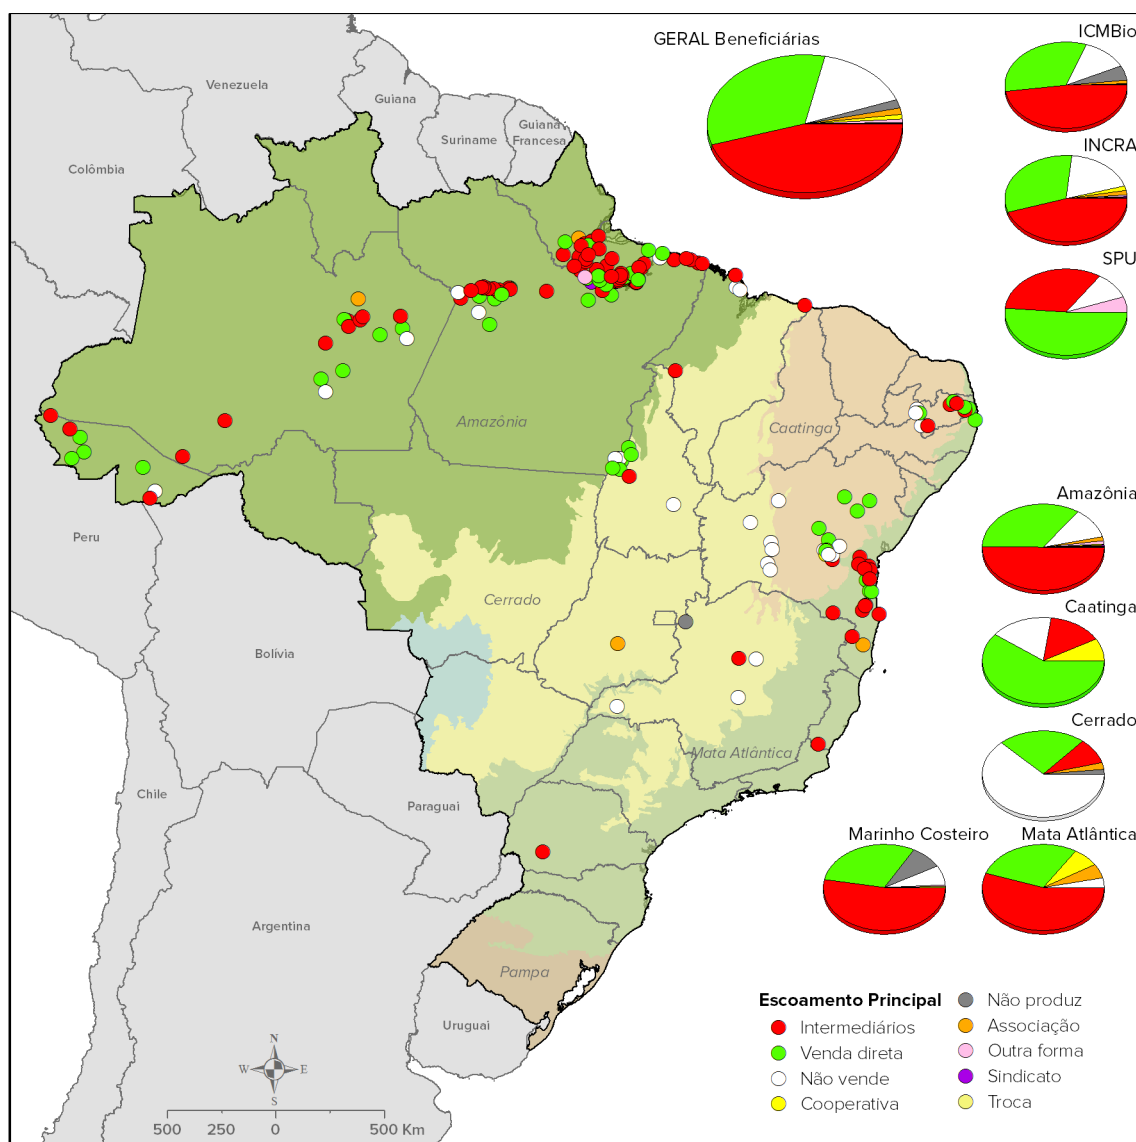 GERAL Beneficiárias
ICMBio
INCRA
SPU
Venezuela
Guiana
Suriname
Guiana
Francesa
Colômbia
Amazônia
Caatinga
Amazônia
Peru
Cerrado
Caatinga
Bolívia
Cerrado
Mata Atlântica
Chile
Paraguai
Marinho Costeiro
Mata Atlântica
Argentina
Pampa
Uruguai
Escoamento Principal
Intermediários
Venda direta
Não vende
Cooperativa
Não produz
Associação
Outra forma
Sindicato
Troca
N
W
E
S
500 250 0 500 Km